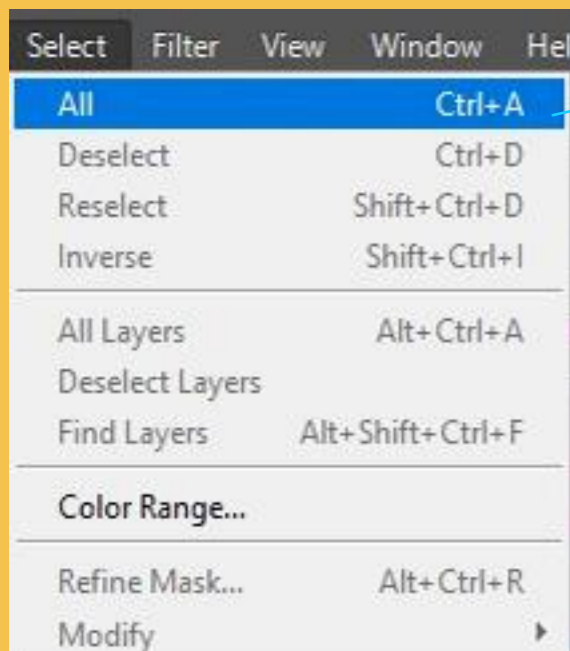 Select Filter View Window Hel
All Ctrl+A
Deselect Ctrl+D
Reselect Shift+Ctrl+D
Inverse Shift+Ctrl+I
All Layers Alt+Ctrl+A
Deselect Layers
Find Layers Alt+Shift+Ctrl+F
Color Range...
Refine Mask... Alt+Ctrl+R
Modify